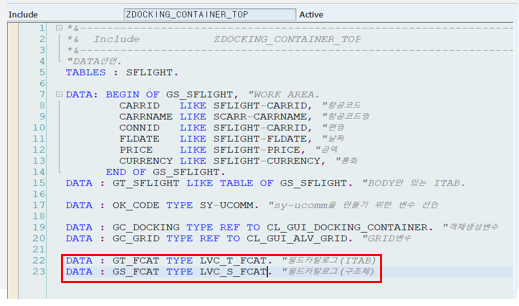 Include ZDOCKING_CONTAINER_TOP Active
1 *&---------------------------------------------------------------------
2 *& Include ZDOCKING_CONTAINER_TOP
3 *&---------------------------------------------------------------------
4 "DATA선언.
5 TABLES : SFLIGHT.
6
7 DATA: BEGIN OF GS_SFLIGHT, "WORK AREA.
8 CARRID LIKE SFLIGHT-CARRID, "항공코드
9 CARRNAME LIKE SCARR-CARRNAME, "항공코드명
10 CONNID LIKE SFLIGHT-CARRID, "편명
11 FLDATE LIKE SFLIGHT-FLDATE, "날짜
12 PRICE LIKE SFLIGHT-PRICE, "금액
13 CURRENCY LIKE SFLIGHT-CURRENCY, "통화
14 END OF GS_SFLIGHT.
15 DATA : GT_SFLIGHT LIKE TABLE OF GS_SFLIGHT. "BODY만 있는 ITAB.
16
17 DATA : OK_CODE TYPE SY-UCOMM. "sy-ucomm을 만들기 위한 변수 선언
18
19 DATA : GC_DOCKING TYPE REF TO CL_GUI_DOCKING_CONTAINER. "객체생성변수
20 DATA : GC_GRID TYPE REF TO CL_GUI_ALV_GRID. "GRID변수
21
22 DATA : GT_FCAT TYPE LVC_T_FCAT. "필드카탈로그(ITAB)
23 DATA : GS_FCAT TYPE LVC_S_FCAT. "필드카탈로그(구조체)